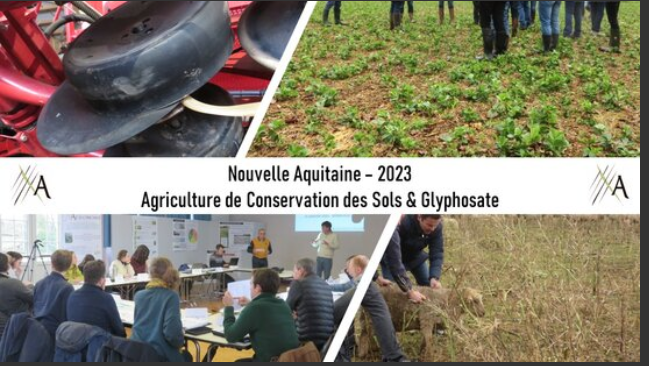 Nouvelle Aquitaine - 2023
Agriculture de Conservation des Sols & Glyphosate
A
A